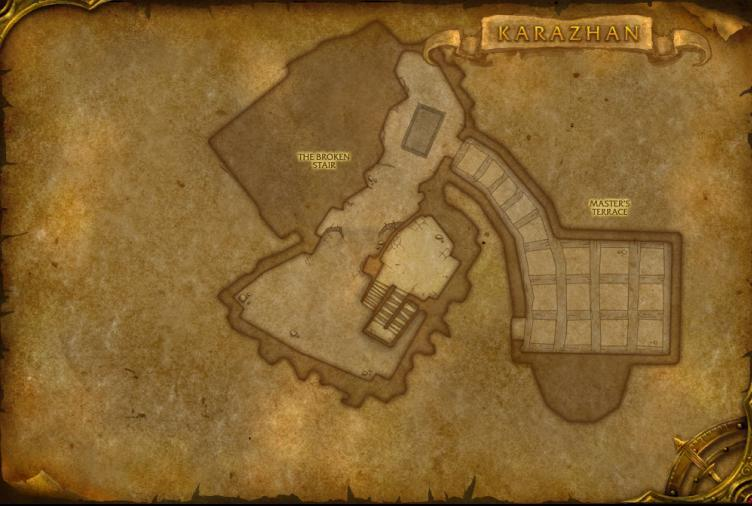 KARAZHAN
THE BROKEN
STAIR
MASTER'S
TERRACE